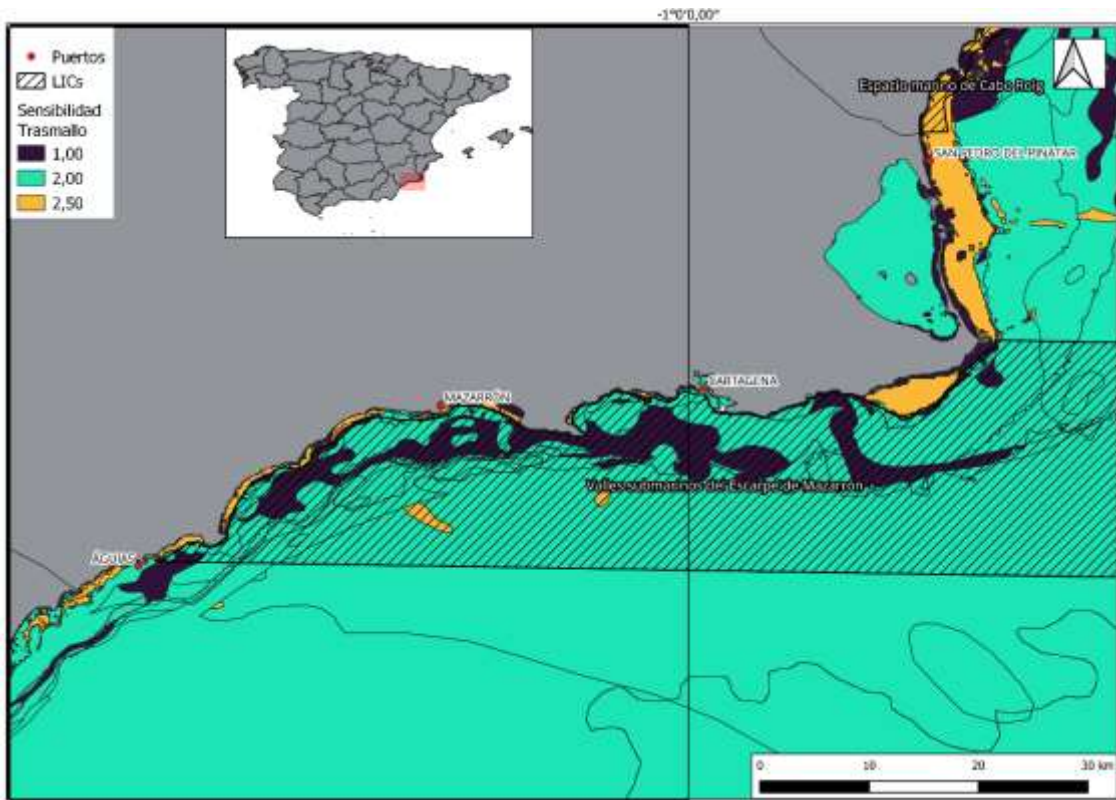 -1°0'0,00"
Puertos
LICs
Sensibilidad
Trasmallo
1,00
2,00
2,50
Espacio marino de Cabo Roig
SAN PEDRO DEL PINATAR
CARTAGENA
MAZARRÓN
Valles submarinos del Escarpe de Mazarrón
ÁGUILAS
0 10 20 30 km